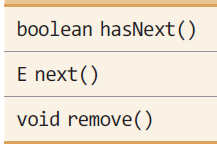 boolean hasNext()
E next()
void remove()